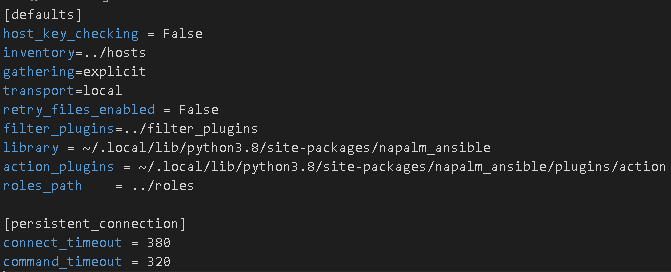 [defaults]
host_key_checking = False
inventory=../hosts
gathering=explicit
transport=local
retry_files_enabled = False
filter_plugins=../filter_plugins
library = ~/.local/lib/python3.8/site-packages/napalm_ansible
action_plugins = ~/.local/lib/python3.8/site-packages/napalm_ansible/plugins/action
roles_path    = ../roles

[persistent_connection]
connect_timeout = 380
command_timeout = 320